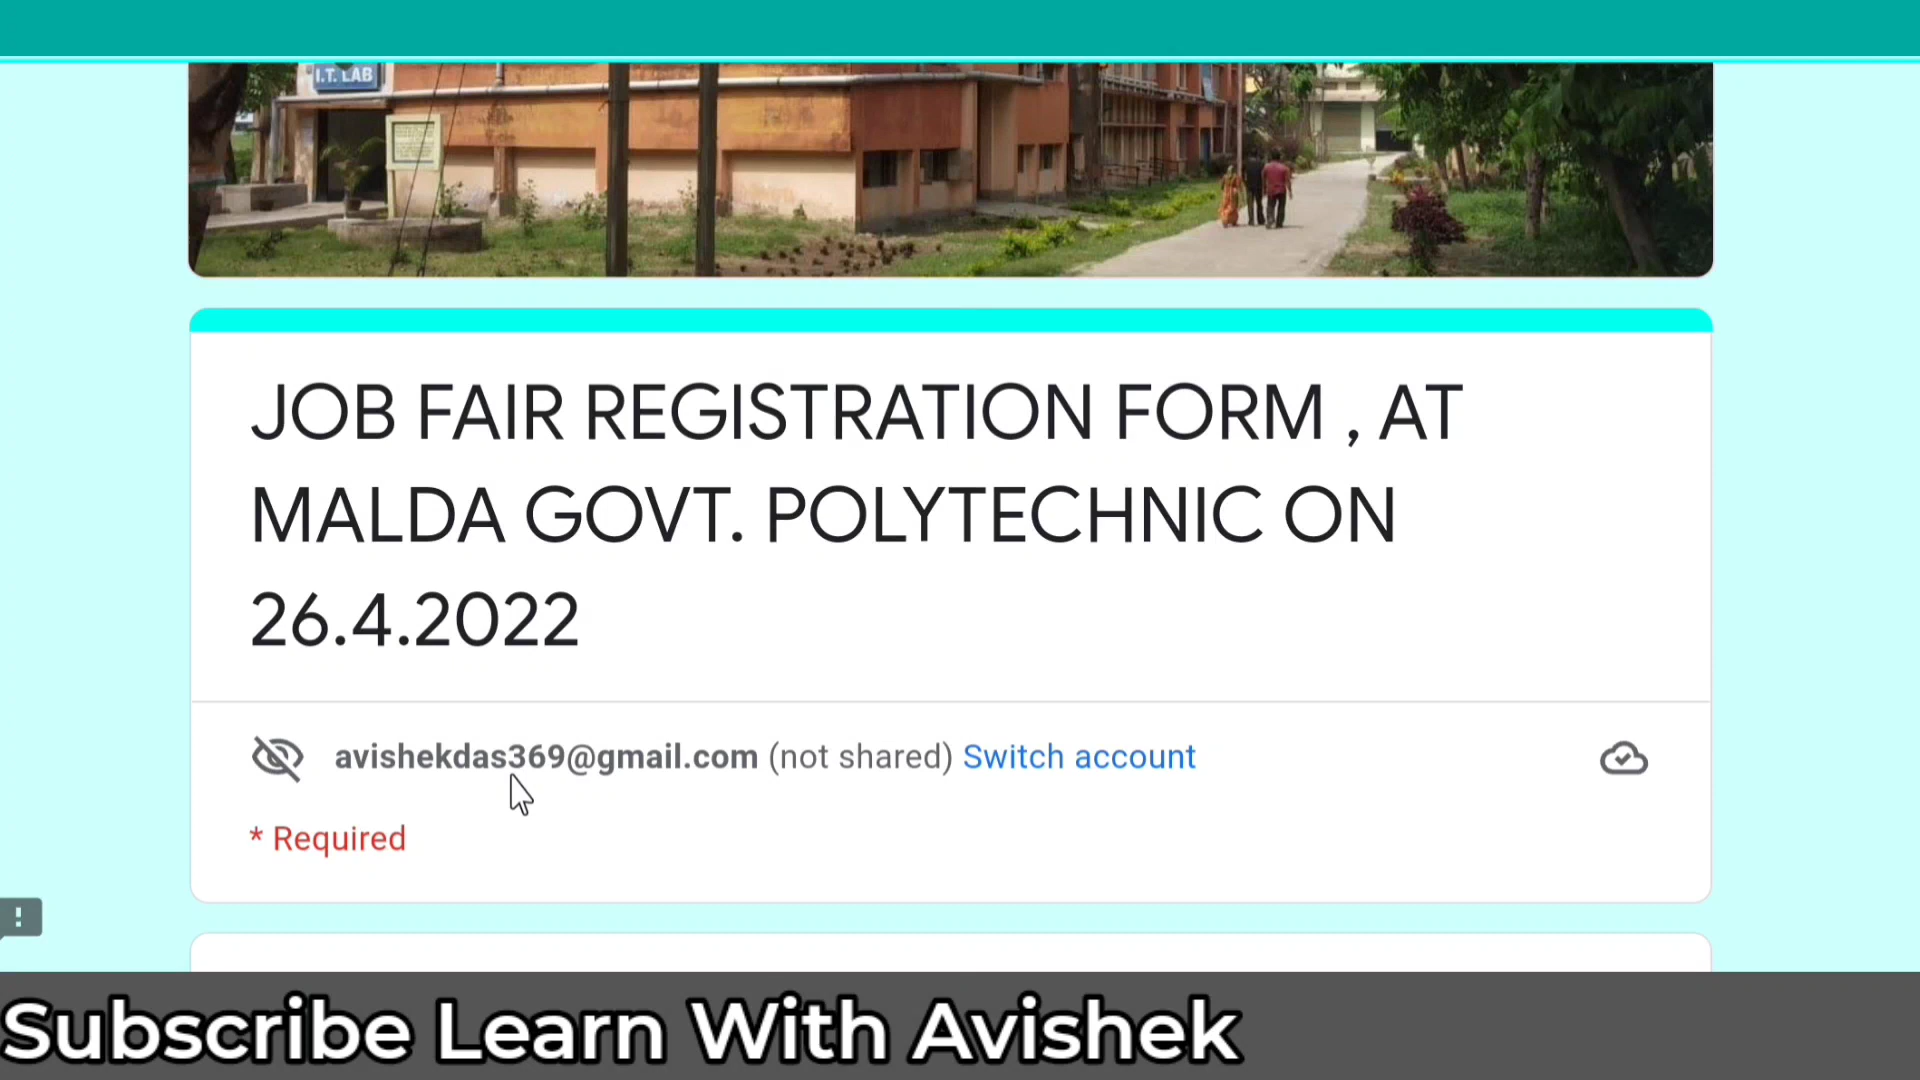 I.T. LAB
JOB FAIR REGISTRATION FORM , AT
MALDA GOVT. POLYTECHNIC ON
26.4.2022
avishekdas369@gmail.com (not shared) Switch account
* Required
!
Subscribe Learn With Avishek